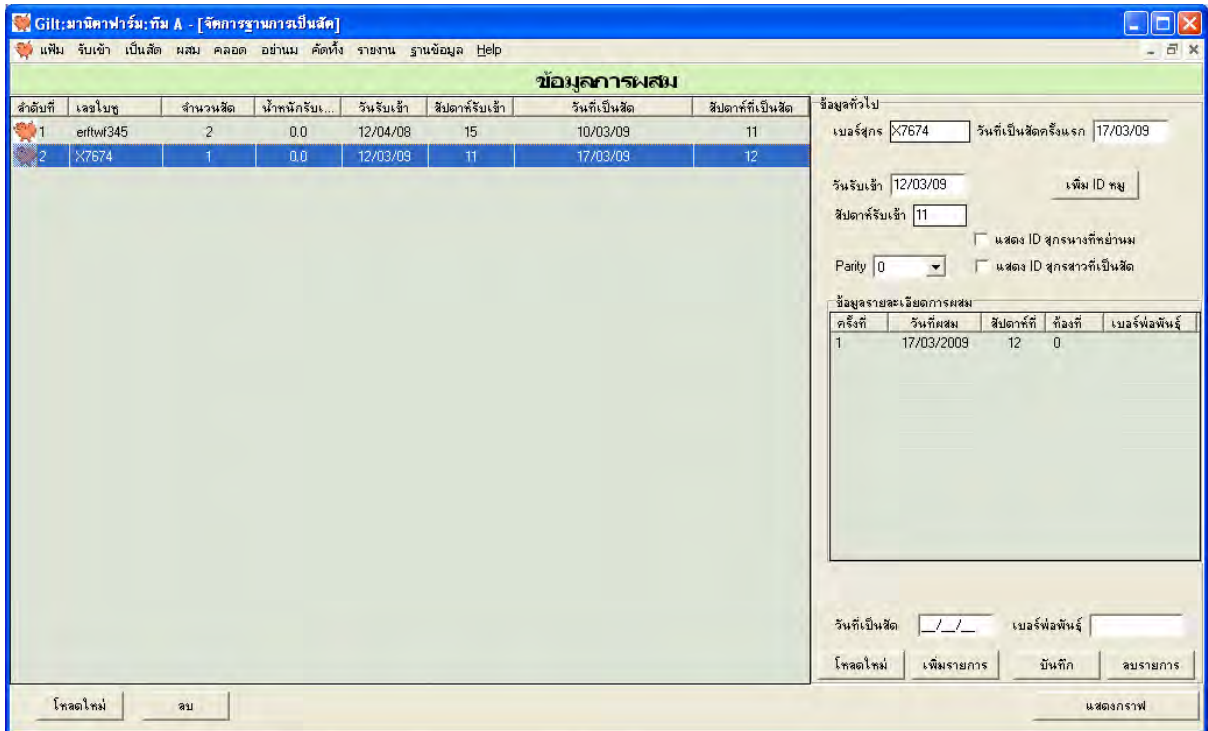 Gilt:มานิตาฟาร์ม:ทีม A - [จัดการฐานการเป็นสัด]
แฟ้ม รับเข้า เป็นสัด ผสม คลอด อย่านม คัดทิ้ง รายงาน ฐานข้อมูล Help
ข้อมูลการผสม
ลำดับที่ เลขใบหู จำนวนสัด น้ำหนักรับเ... วันรับเข้า สัปดาห์รับเข้า วันที่เป็นสัด สัปดาห์ที่เป็นสัด
1 erftwf345 2 0.0 12/04/08 15 10/03/09 11
2 X7674 1 0.0 12/03/09 11 17/03/09 12
ข้อมูลทั่วไป
เบอร์สุกร X7674 วันที่เป็นสัดครั้งแรก 17/03/09
วันรับเข้า 12/03/09 เพิ่ม ID หมู
สัปดาห์รับเข้า 11
แสดง ID สุกรนางที่หย่านม
Parity 0 แสดง ID สุกรสาวที่เป็นสัด
ข้อมูลรายละเอียดการผสม
ครั้งที่ วันที่ผสม สัปดาห์ที่ ท้องที่ เบอร์พ่อพันธุ์
1 17/03/2009 12 0
วันที่เป็นสัด __/__/__ เบอร์พ่อพันธุ์
โหลดใหม่ เพิ่มรายการ บันทึก ลบรายการ
โหลดใหม่ ลบ แสดงกราฟ